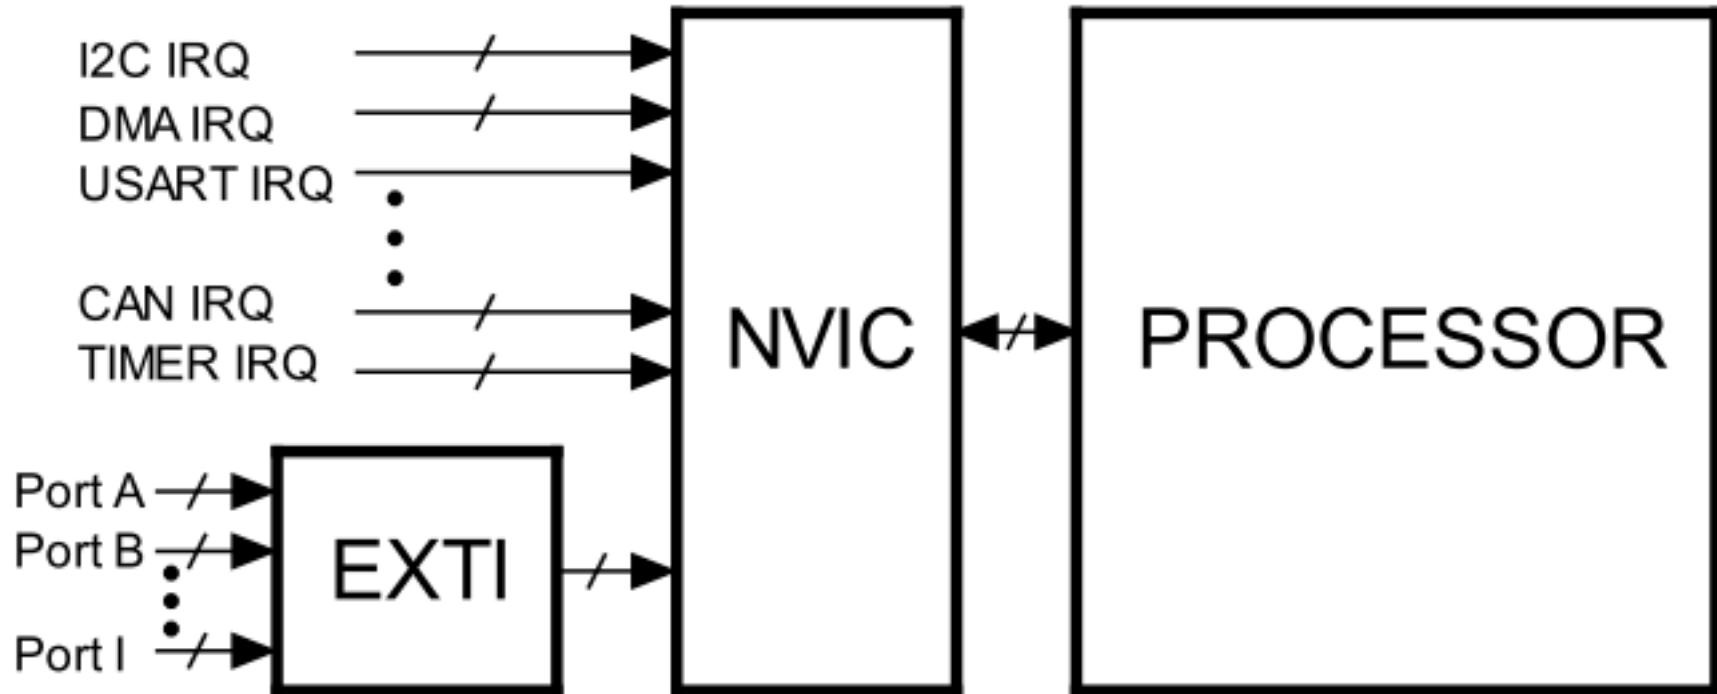 I2C IRQ
DMA IRQ
USART IRQ
CAN IRQ
TIMER IRQ
NVIC
PROCESSOR
Port A
Port B
Port I
EXTI